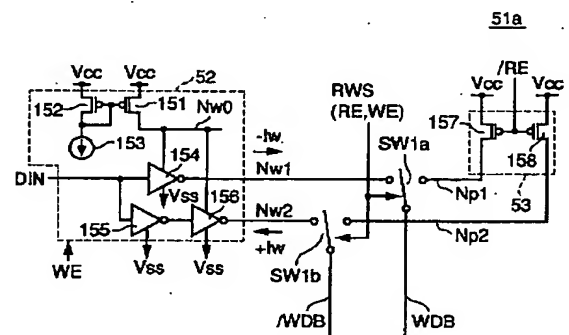 51a
Vcc Vcc 52
152 151
Nw0
153
-Iw
154
DIN
Nw1
Vss 156
Nw2
155
+Iw
WE
Vss Vss
RWS
(RE,WE)
SW1a
SW1b
/WDB WDB
/RE
Vcc Vcc
157
158
Np1
53
Np2